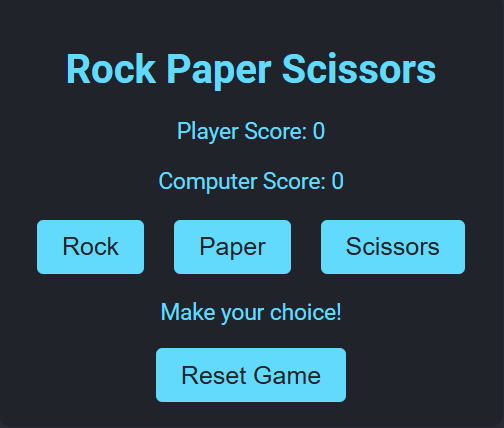 Rock Paper Scissors
Player Score: 0
Computer Score: 0
Rock Paper Scissors
Make your choice!
Reset Game